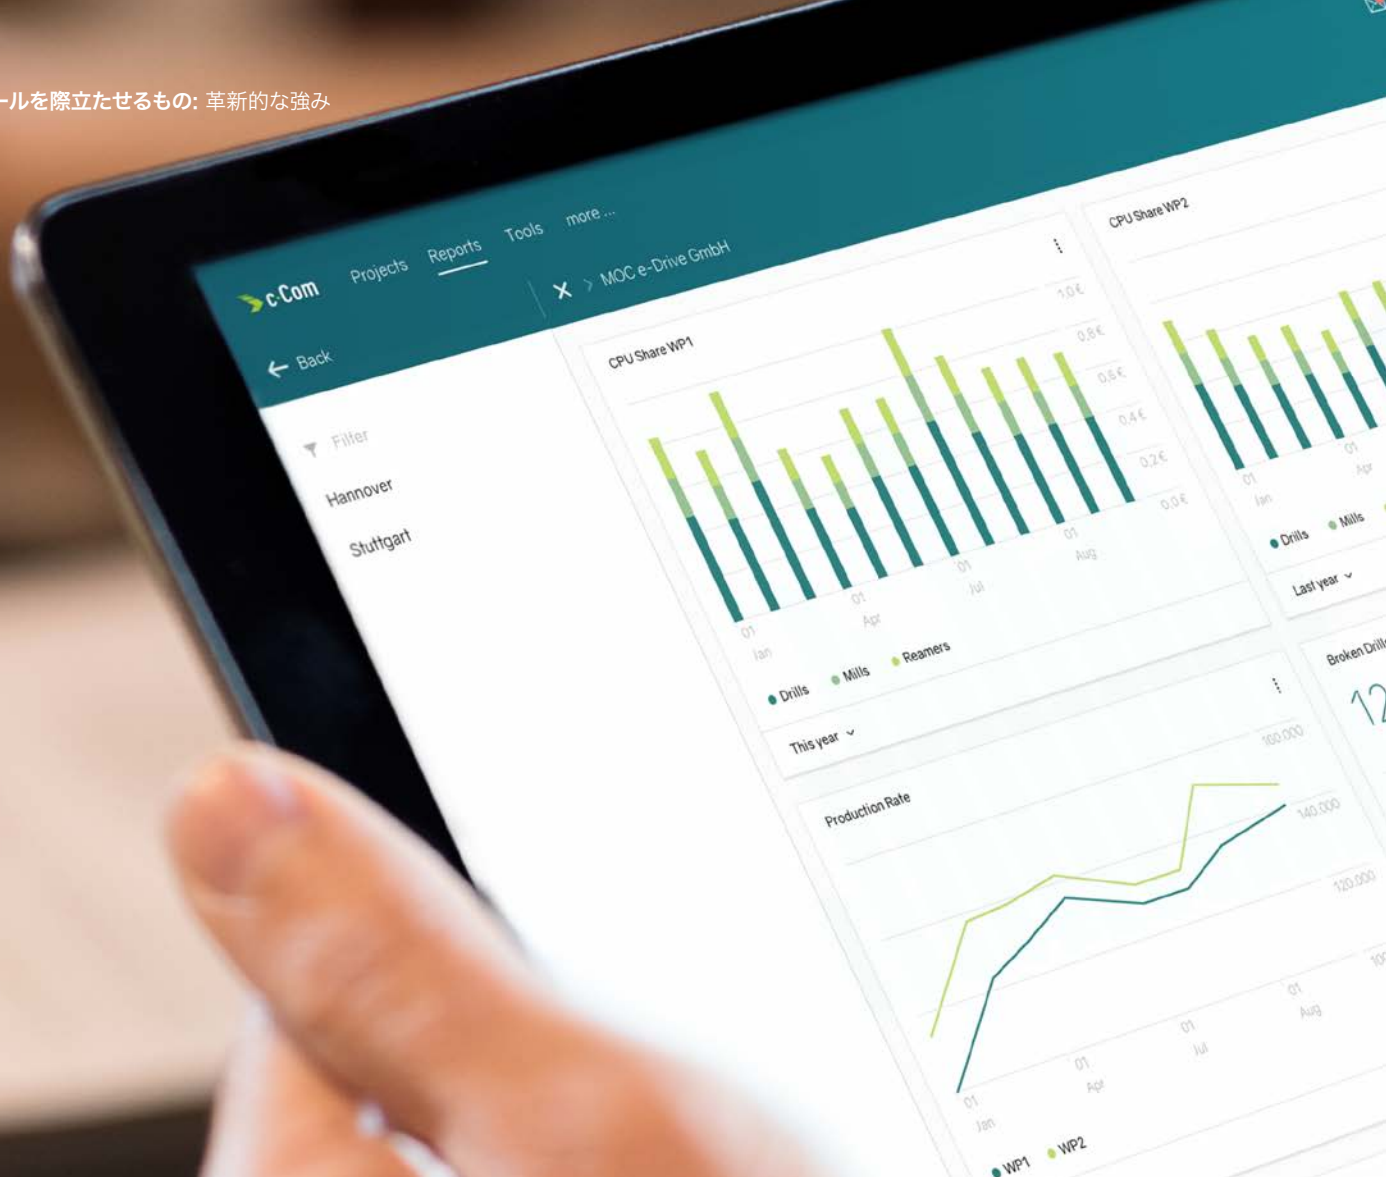 ールを際立たせるもの: 革新的な強み
c-Com
Projects
Reports
Tools
more ...
Back
MOC e-Drive GmbH
Filter
Hannover
Stuttgart
CPU Share WP1
1,0 €
0,8 €
0,6 €
0,4 €
0,2 €
0,0 €
01 Jan
01 Apr
01 Jul
01 Aug
Drills
Mills
Reamers
This year
CPU Share WP2
01 Jan
01 Apr
Drills
Mills
Last year
Production Rate
160.000
140.000
120.000
01 Jan
01 Apr
01 Jul
01 Aug
WP1
WP2
Broken Drill
12